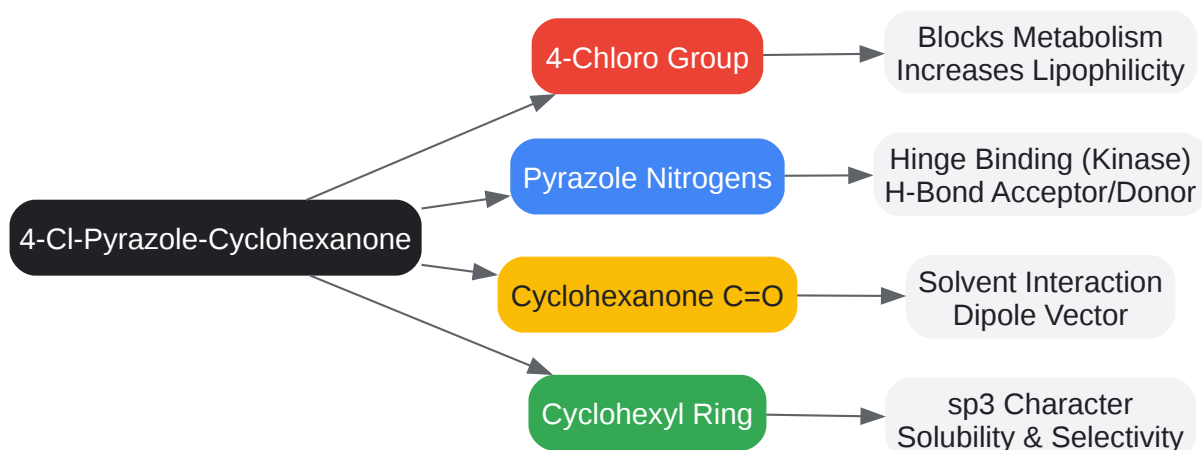 4-Cl-Pyrazole-Cyclohexanone
4-Chloro Group
Blocks Metabolism
Increases Lipophilicity
Pyrazole Nitrogens
Hinge Binding (Kinase)
H-Bond Acceptor/Donor
Cyclohexanone C=O
Solvent Interaction
Dipole Vector
Cyclohexyl Ring
sp3 Character
Solubility & Selectivity